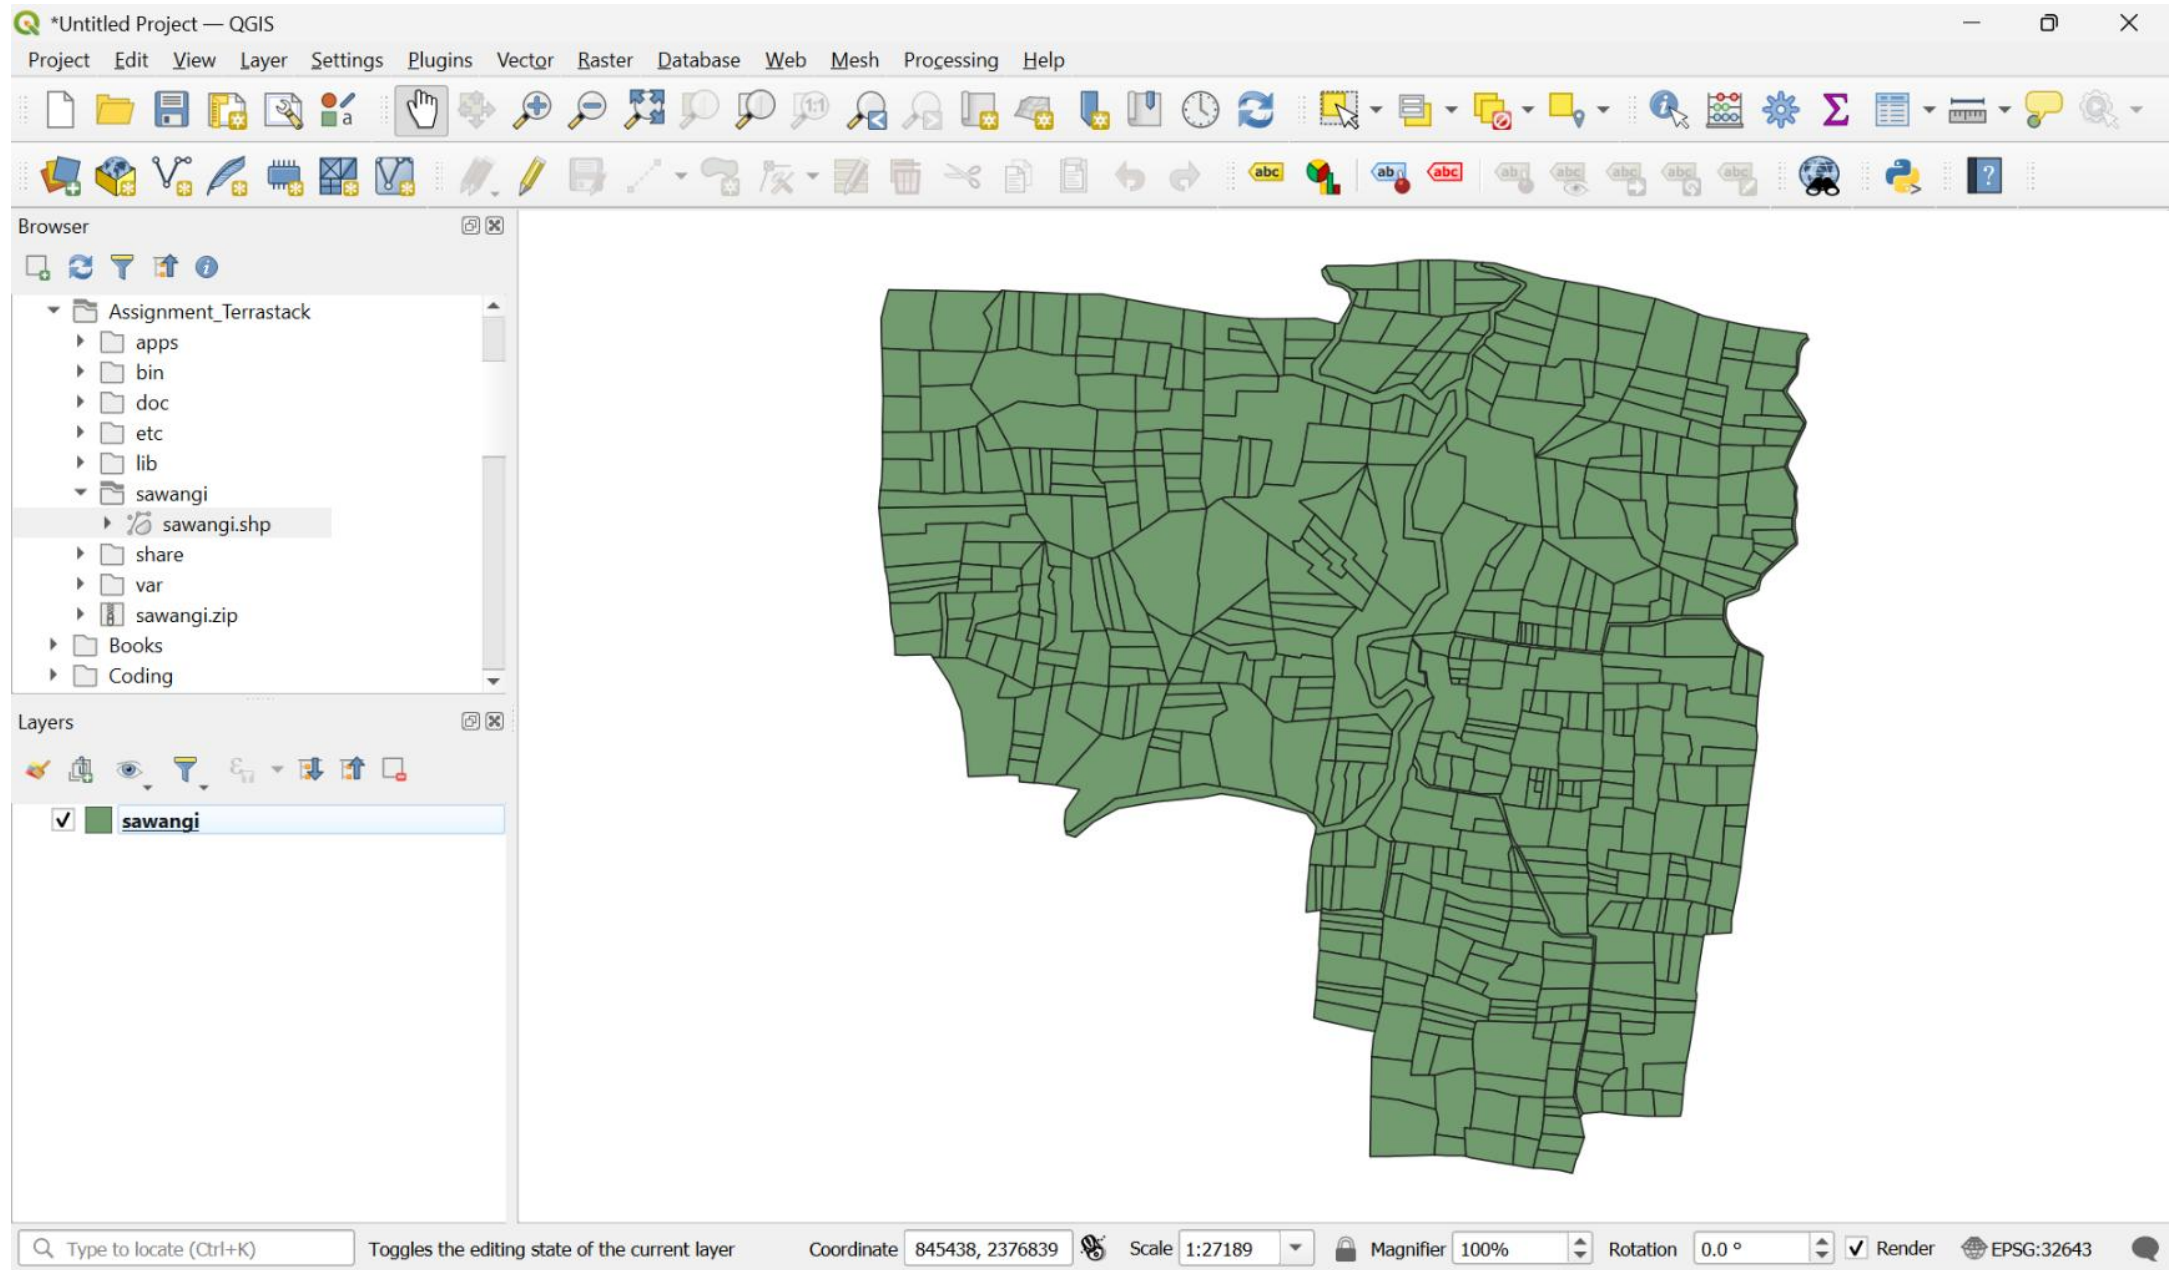 *Untitled Project — QGIS
Project Edit View Layer Settings Plugins Vector Raster Database Web Mesh Processing Help
Browser
Assignment_Terrastack
apps
bin
doc
etc
lib
sawangi
sawangi.shp
share
var
sawangi.zip
Books
Coding
Layers
sawangi
Type to locate (Ctrl+K) Toggles the editing state of the current layer Coordinate 845438, 2376839 Scale 1:27189 Magnifier 100% Rotation 0.0 ° Render EPSG:32643